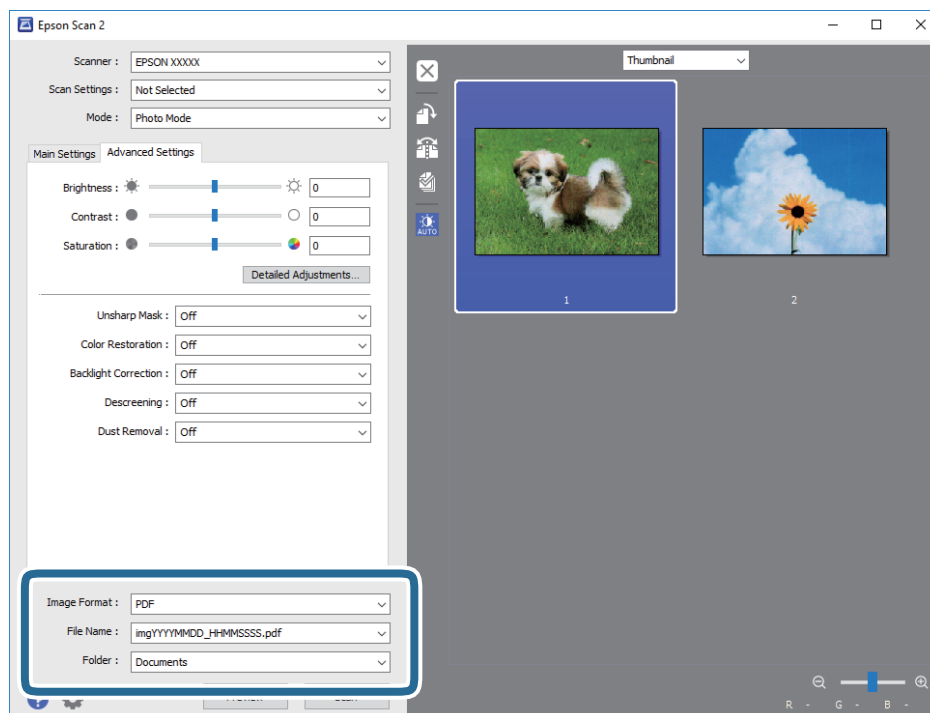 Epson Scan 2
Scanner : EPSON XXXXX
Scan Settings : Not Selected
Mode : Photo Mode
Main Settings Advanced Settings
Brightness : 0
Contrast : 0
Saturation : 0
Detailed Adjustments...
Unsharp Mask : Off
Color Restoration : Off
Backlight Correction : Off
Descreening : Off
Dust Removal : Off
Image Format : PDF
File Name : imgYYYYMMDD_HHMMSSSS.pdf
Folder : Documents
Thumbnail
AUTO
1
2
R - G - B -